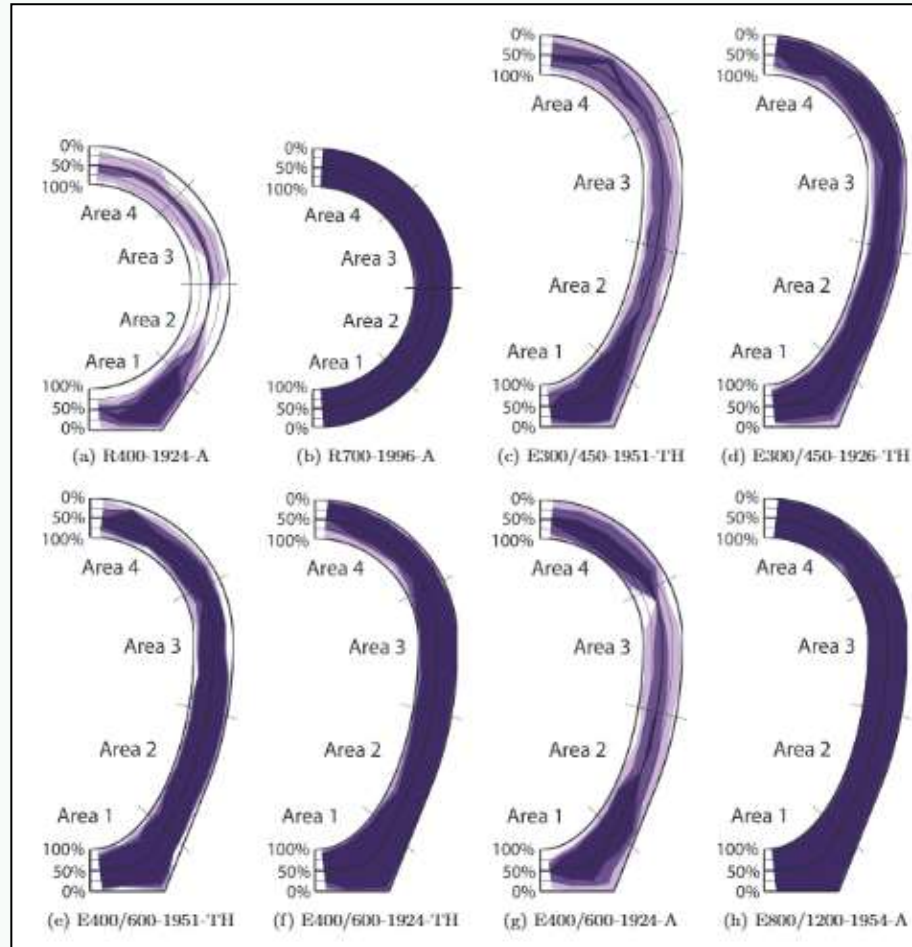 0%
50%
100%
Area 4
Area 3
Area 2
Area 1
100%
50%
0%
(a) R400-1924-A
0%
50%
100%
Area 4
Area 3
Area 2
Area 1
100%
50%
0%
(b) R700-1996-A
0%
50%
100%
Area 4
Area 3
Area 2
Area 1
100%
50%
0%
(c) E300/450-1951-TH
0%
50%
100%
Area 4
Area 3
Area 2
Area 1
100%
50%
0%
(d) E300/450-1926-TH
0%
50%
100%
Area 4
Area 3
Area 2
Area 1
100%
50%
0%
(e) E400/600-1951-TH
0%
50%
100%
Area 4
Area 3
Area 2
Area 1
100%
50%
0%
(f) E400/600-1924-TH
0%
50%
100%
Area 4
Area 3
Area 2
Area 1
100%
50%
0%
(g) E400/600-1924-A
0%
50%
100%
Area 4
Area 3
Area 2
Area 1
100%
50%
0%
(h) E800/1200-1954-A